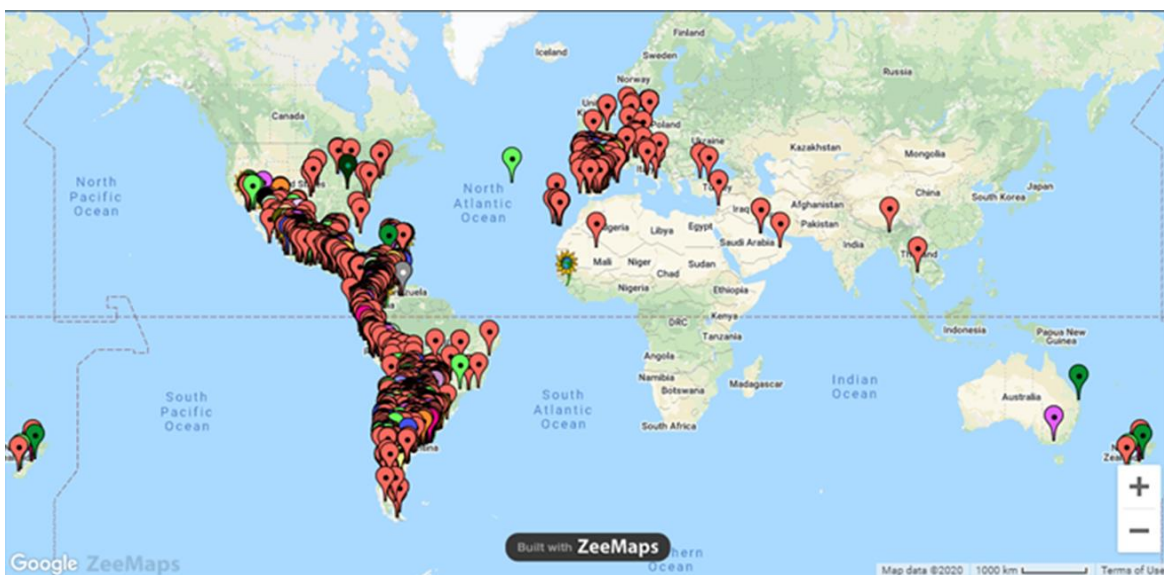 Iceland
Finland
Sweden
Norway
Russia
Canada
Poland
Ukraine
Kazakhstan
Mongolia
North
Pacific
Ocean
North
Atlantic
Ocean
China
Japan
South Korea
Iraq
Afghanistan
Pakistan
Libya
Egypt
Saudi Arabia
India
Mali
Niger
Chad
Sudan
Nigeria
Ethiopia
Kenya
DRC
Tanzania
Indonesia
Papua New
Guinea
Angola
Namibia
Botswana
Madagascar
South
Pacific
Ocean
South
Atlantic
Ocean
Indian
Ocean
Australia
South Africa
Built with ZeeMaps
Ocean
Google ZeeMaps
Map data ©2020 1000 km Terms of Use